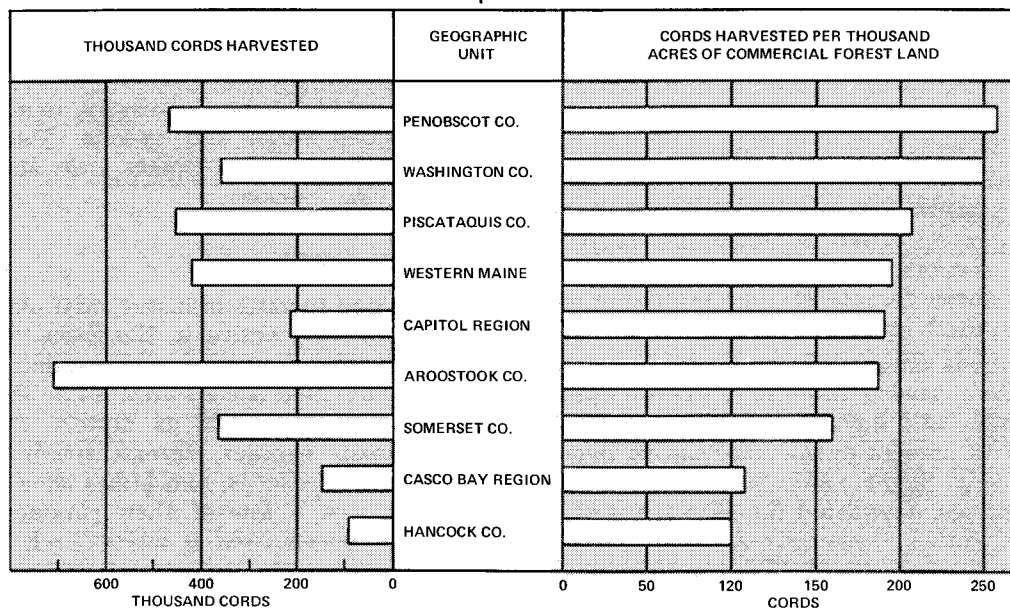 THOUSAND CORDS HARVESTED
GEOGRAPHIC
UNIT
CORDS HARVESTED PER THOUSAND
ACRES OF COMMERCIAL FOREST LAND
PENOBSCOT CO.
WASHINGTON CO.
PISCATAQUIS CO.
WESTERN MAINE
CAPITOL REGION
AROOSTOOK CO.
SOMERSET CO.
CASCO BAY REGION
HANCOCK CO.
600 400 200 0
THOUSAND CORDS
0 50 120 150 200 250
CORDS